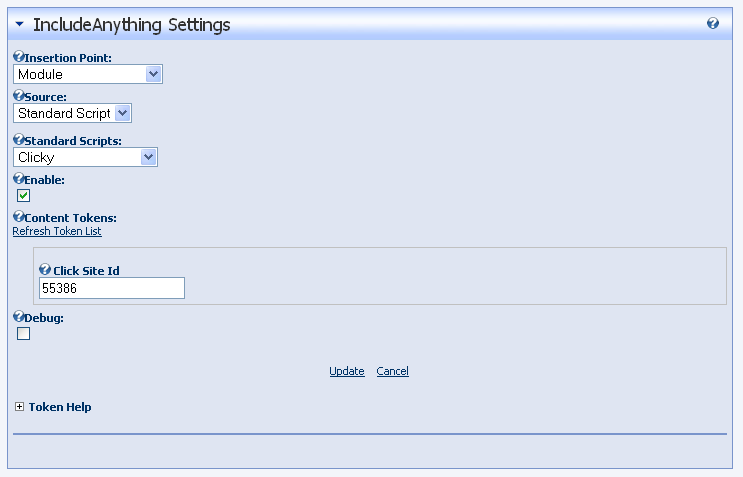 IncludeAnything Settings
Insertion Point:
Module
Source:
Standard Script
Standard Scripts:
Clicky
Enable:
Content Tokens:
Refresh Token List
Click Site Id
55386
Debug:
Update Cancel
Token Help